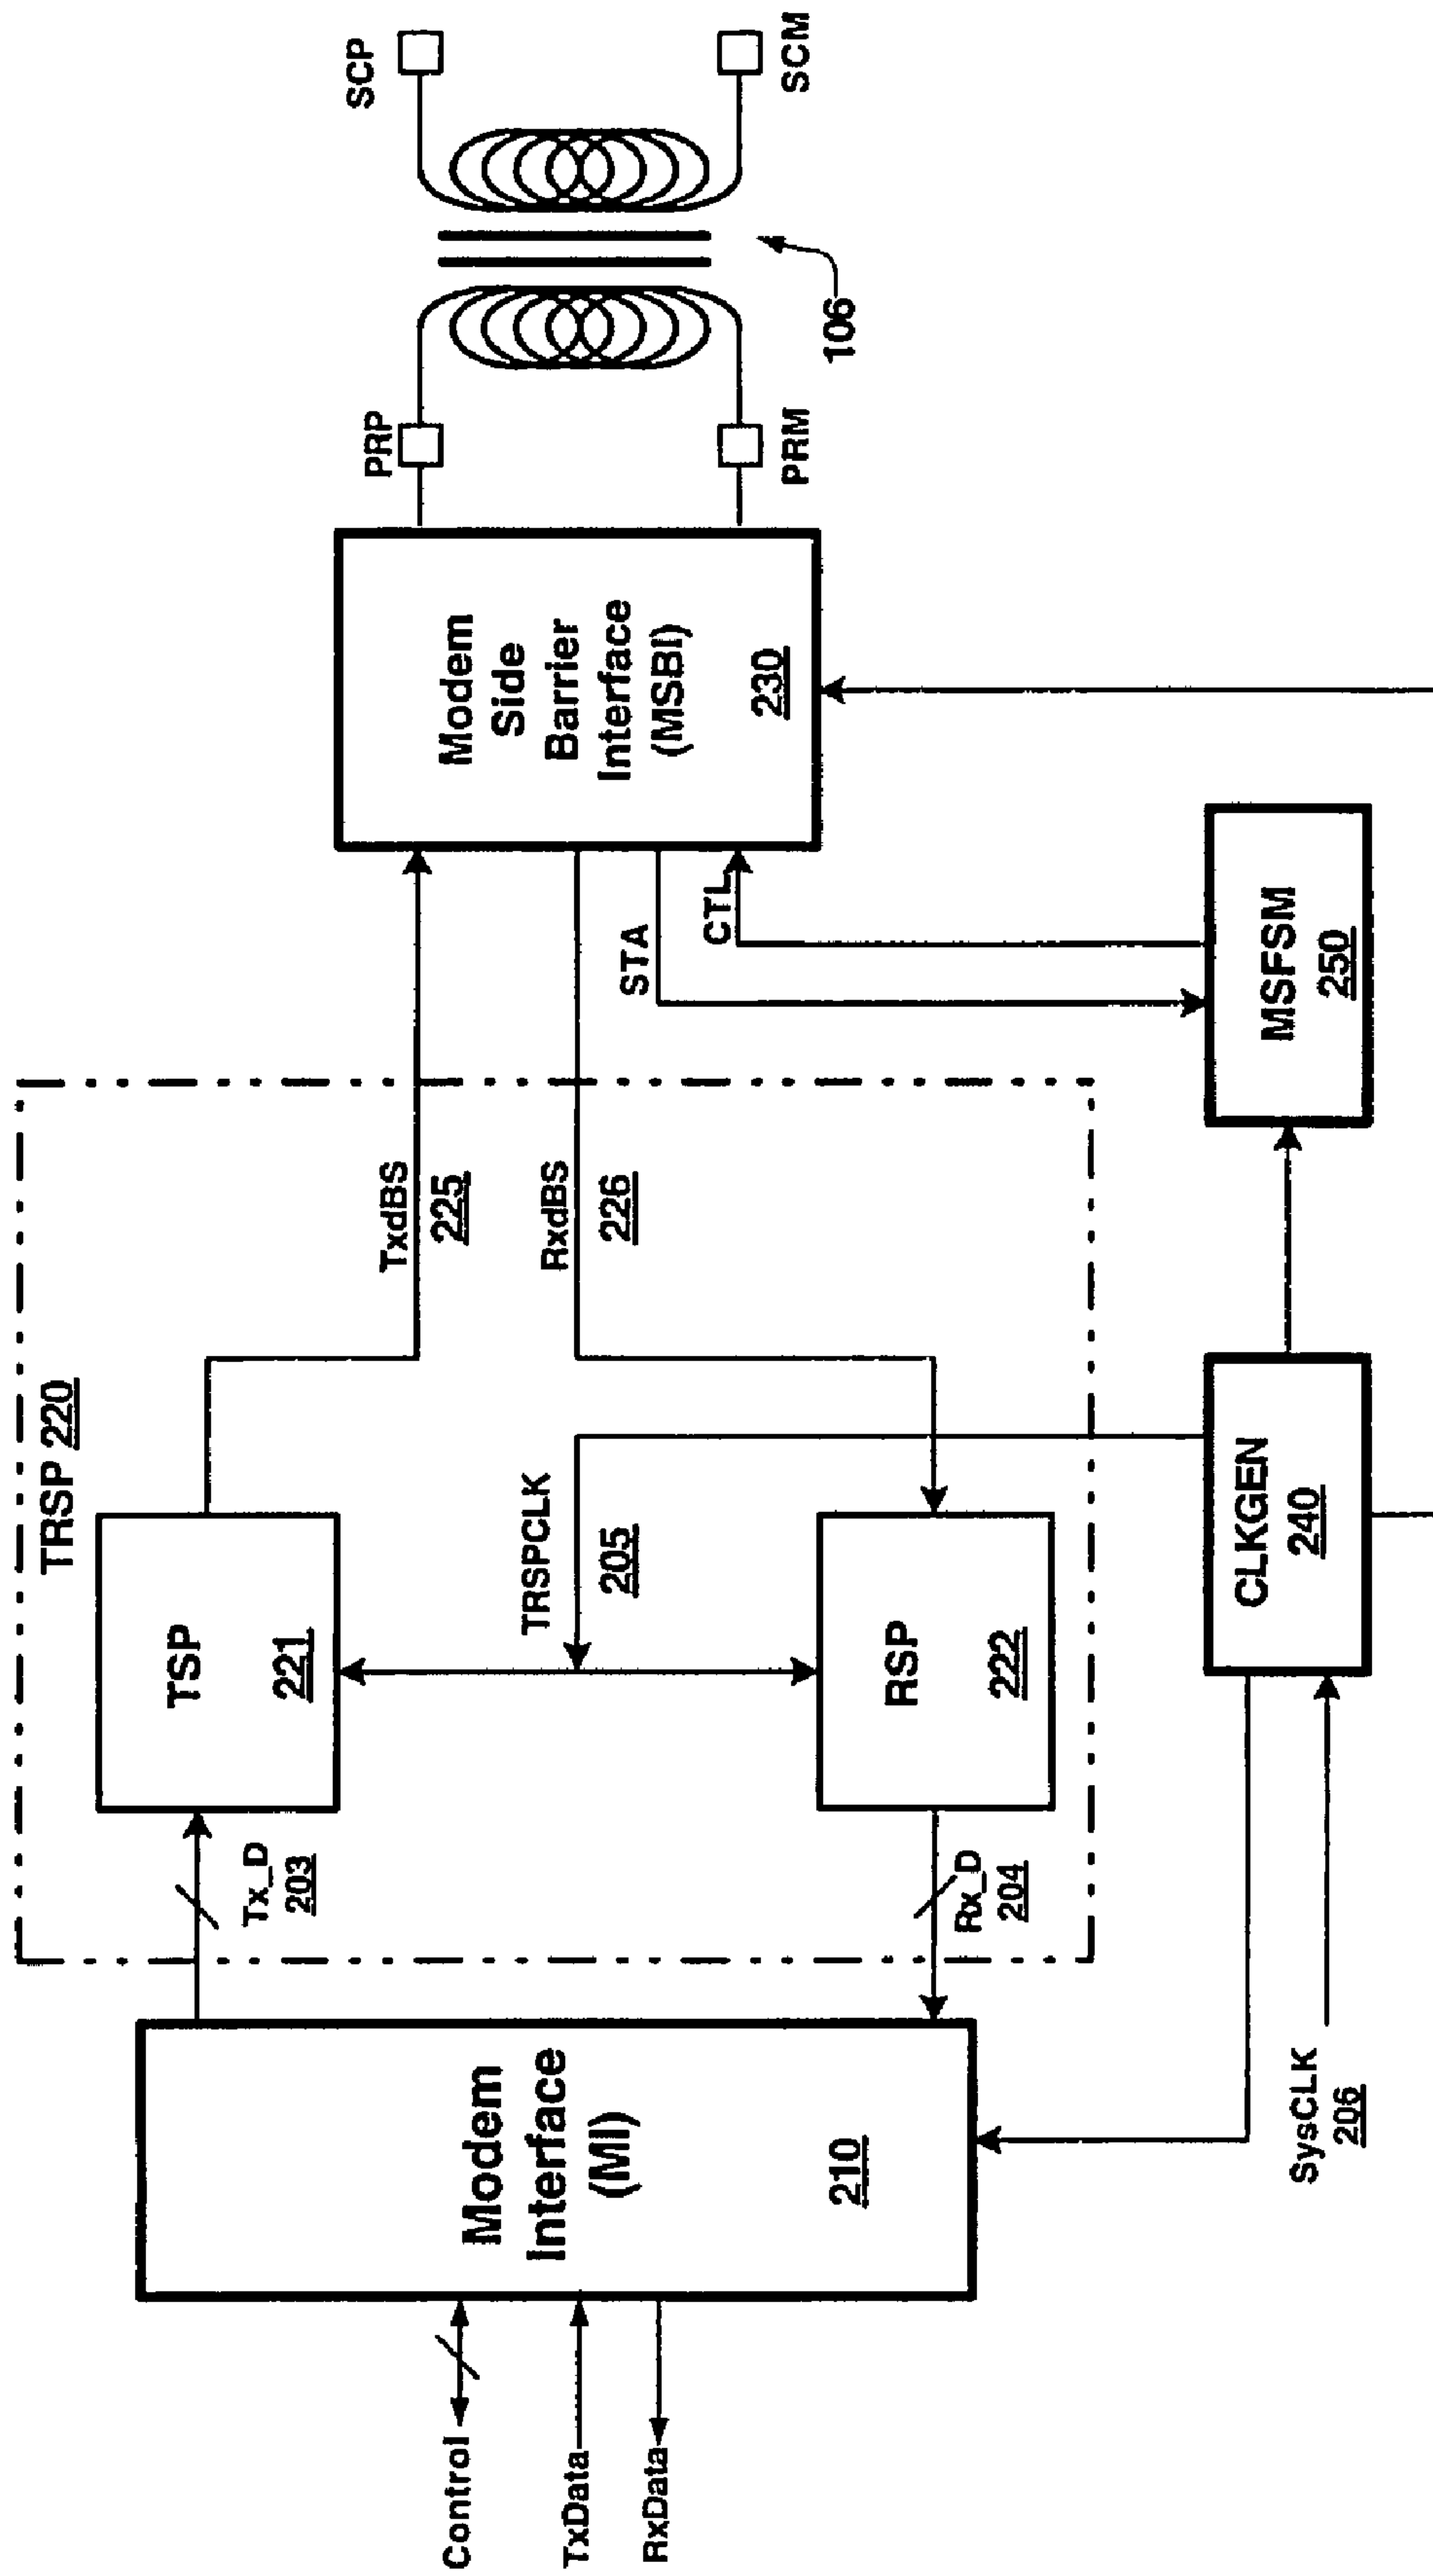 TRSP 220
SCP
PRP
TxdBS
225
TSP
221
Tx_D
203
Modem
Side
Barrier
Interface
(MSBI)
230
RxdBS
226
TRSPCLK
205
Modem
Interface
(MI)
210
Control
TxData
RxData
STA
CTL
SCM
PRM
106
RSP
222
Rx_D
204
MSFSM
250
CLKGEN
240
SysCLK
206